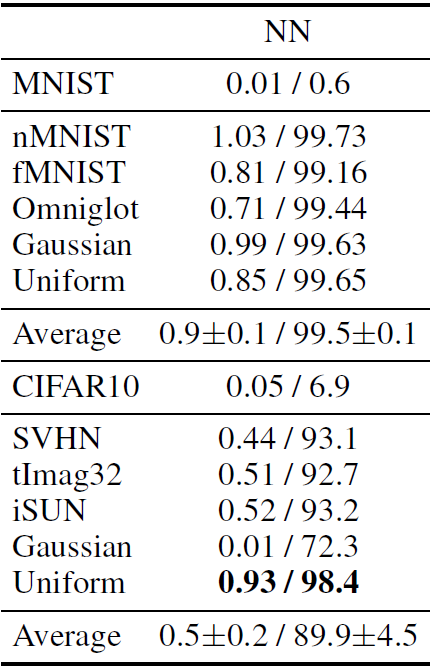 NN
MNIST 0.01 / 0.6
nMNIST 1.03 / 99.73
fMNIST 0.81 / 99.16
Omniglot 0.71 / 99.44
Gaussian 0.99 / 99.63
Uniform 0.85 / 99.65
Average 0.9±0.1 / 99.5±0.1
CIFAR10 0.05 / 6.9
SVHN 0.44 / 93.1
tImag32 0.51 / 92.7
iSUN 0.52 / 93.2
Gaussian 0.01 / 72.3
Uniform 0.93 / 98.4
Average 0.5±0.2 / 89.9±4.5